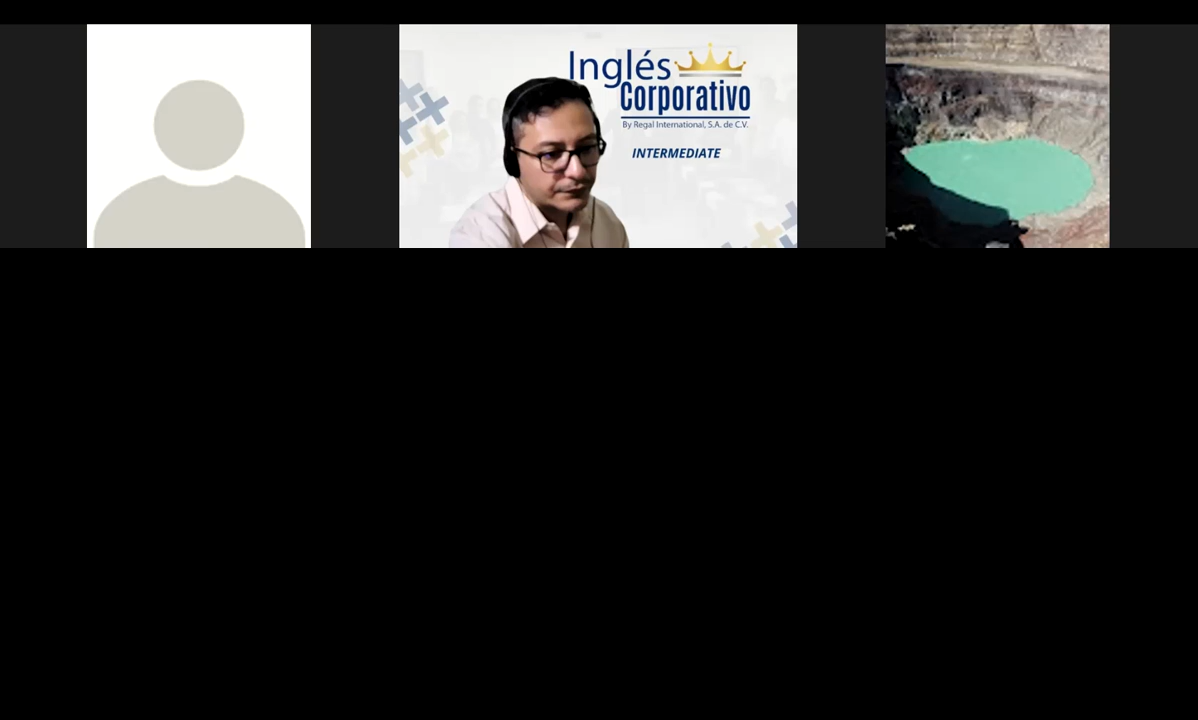 Inglés
Corporativo
By Regal International, S.A. de C.V.
INTERMEDIATE